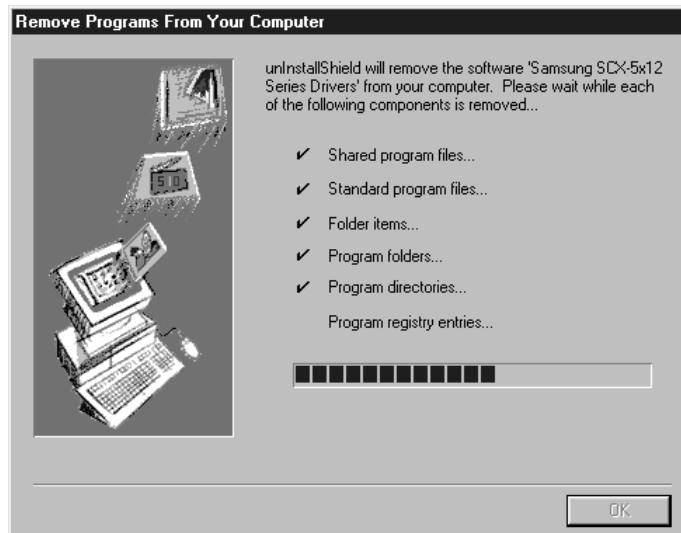 Remove Programs From Your Computer
unInstallShield will remove the software 'Samsung SCX-5x12
Series Drivers' from your computer.  Please wait while each
of the following components is removed...
✔ Shared program files...
✔ Standard program files...
✔ Folder items...
✔ Program folders...
✔ Program directories...
Program registry entries...
OK